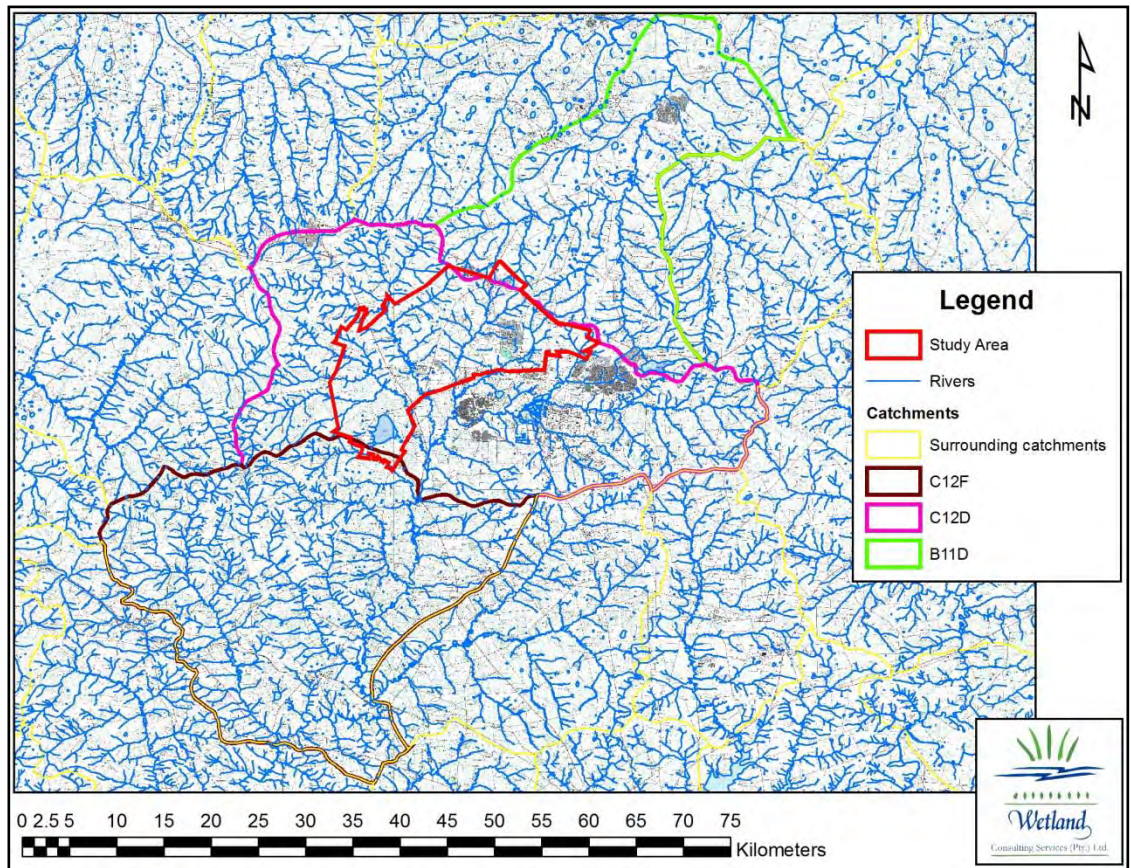 N
Legend
Study Area
Rivers
Catchments
Surrounding catchments
C12F
C12D
B11D
0 2.5 5 10 15 20 25 30 35 40 45 50 55 60 65 70 75
Kilometers
Wetland
Consulting Services (Pty.) Ltd.